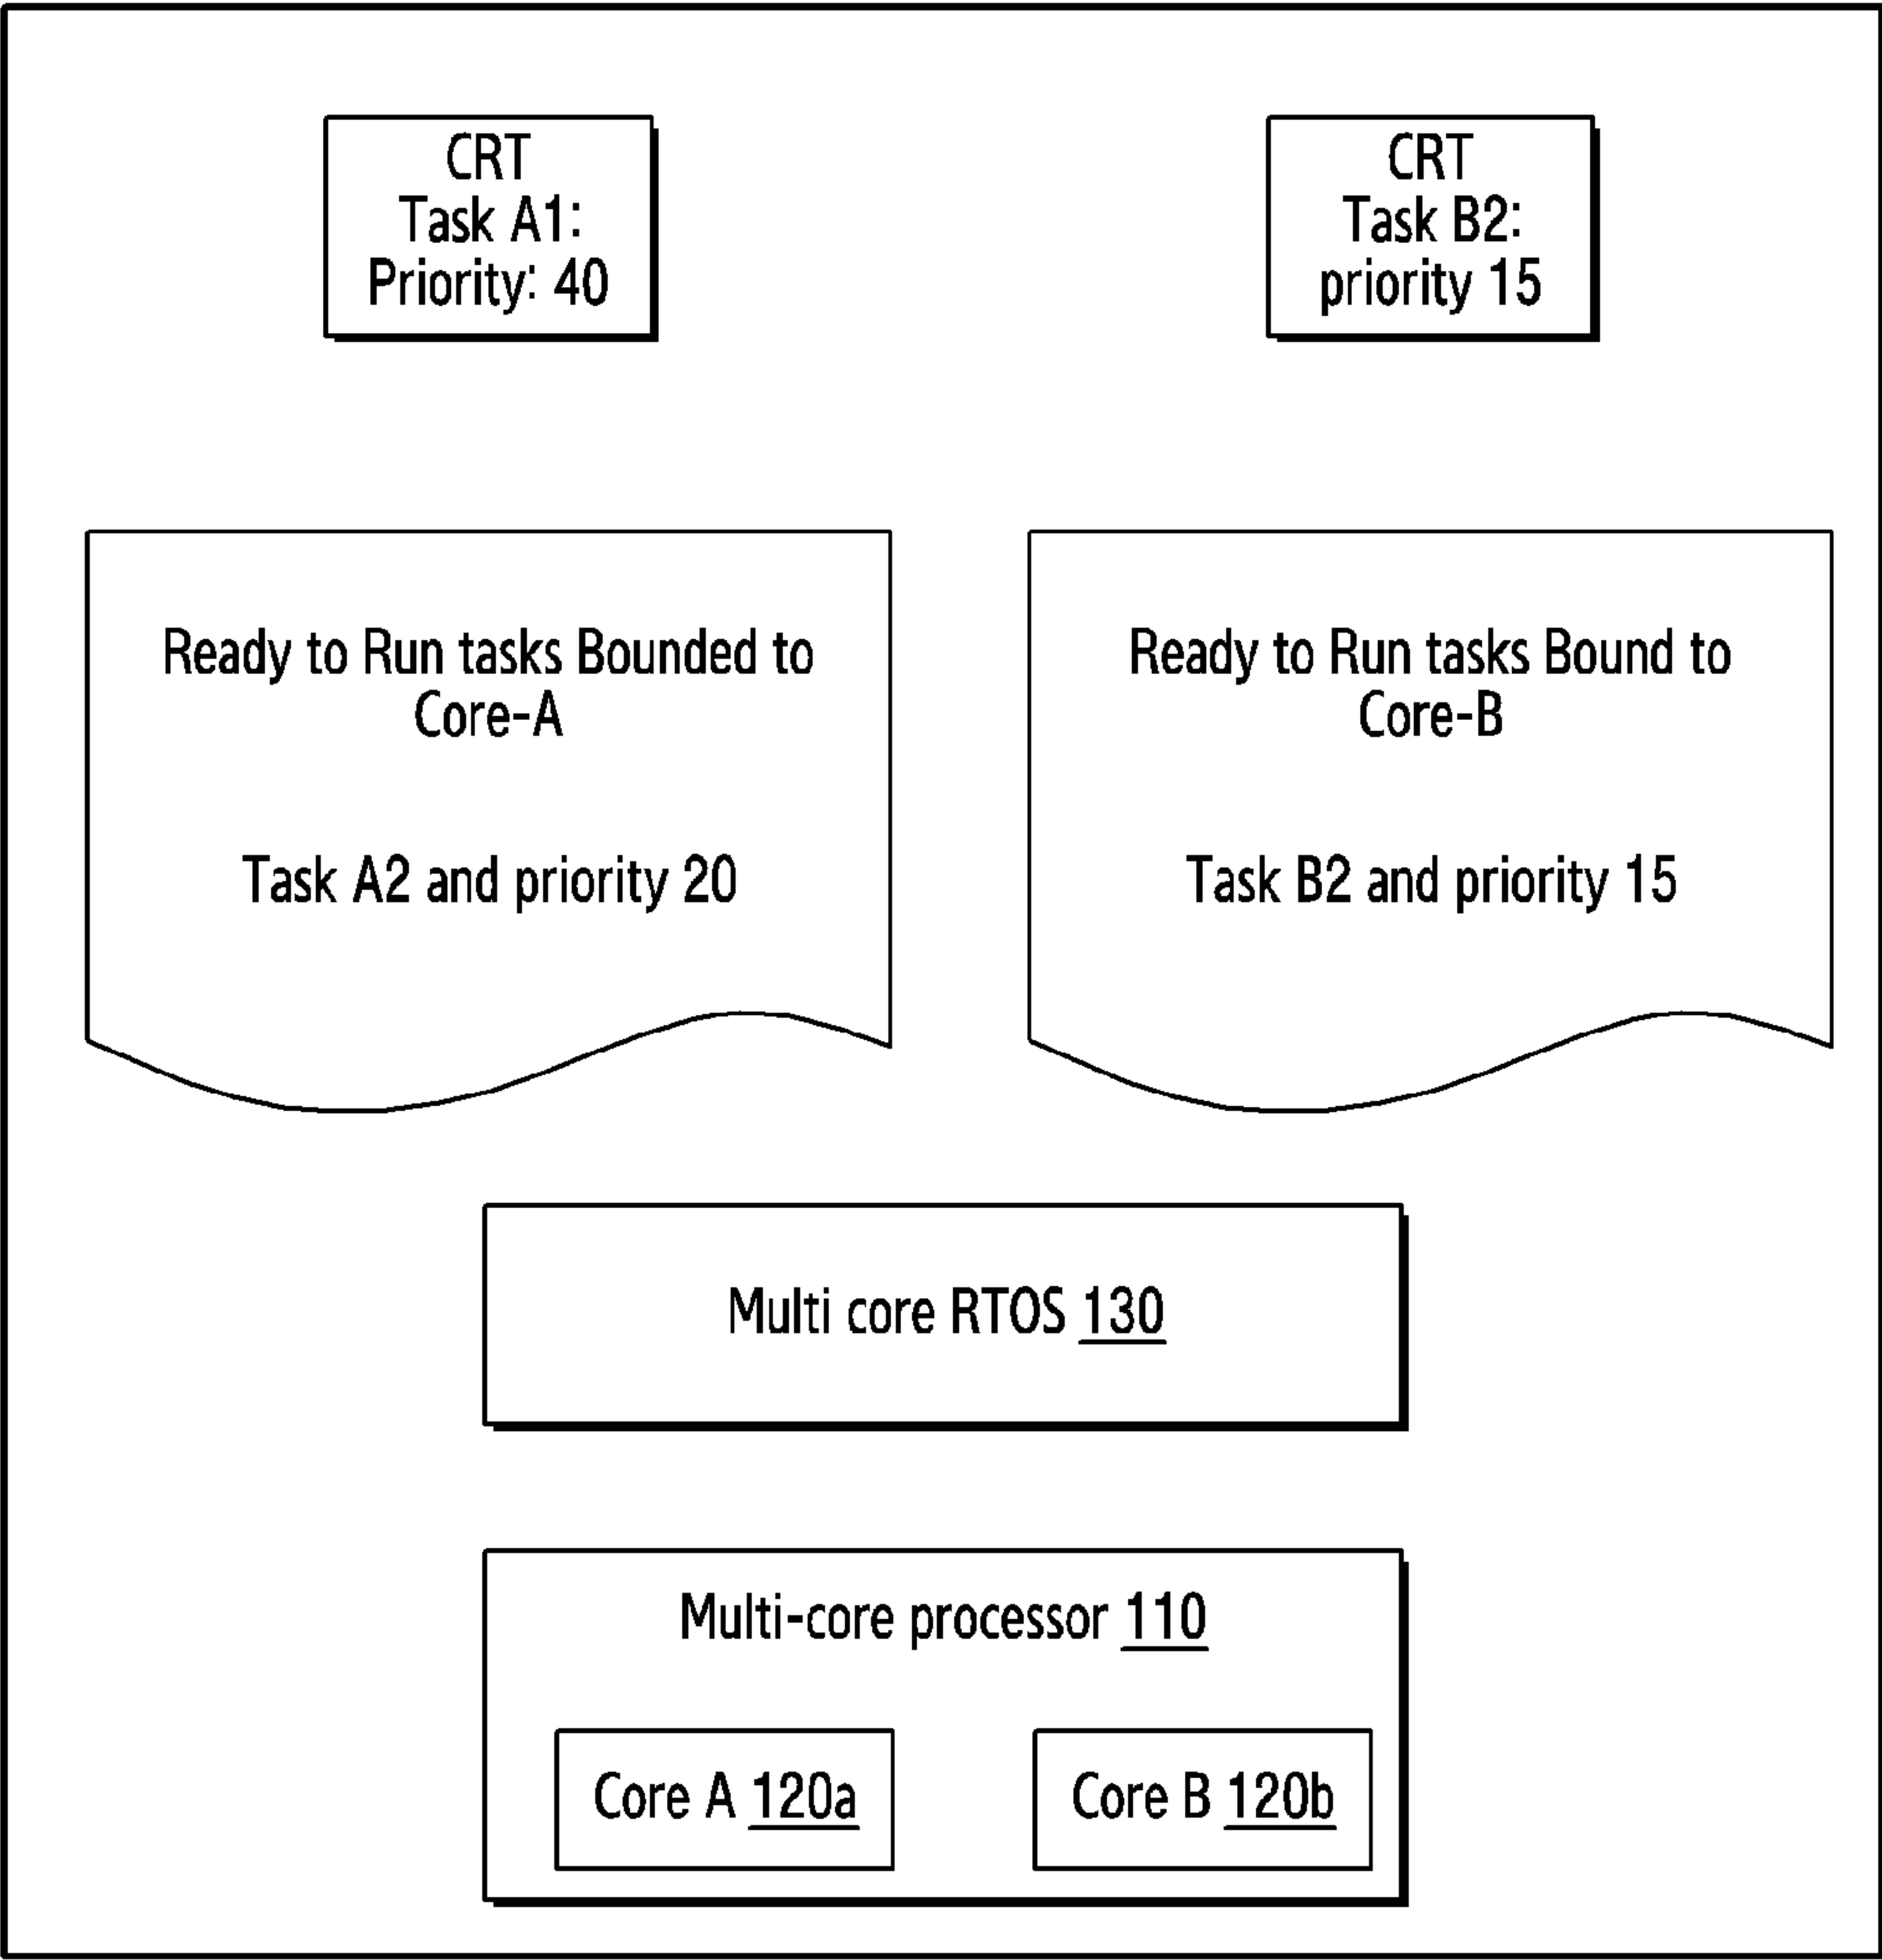 CRT
Task A1:
Priority: 40
CRT
Task B2:
priority 15
Ready to Run tasks Bounded to
Core-A
Task A2 and priority 20
Ready to Run tasks Bound to
Core-B
Task B2 and priority 15
Multi core RTOS 130
Multi-core processor 110
Core A 120a
Core B 120b